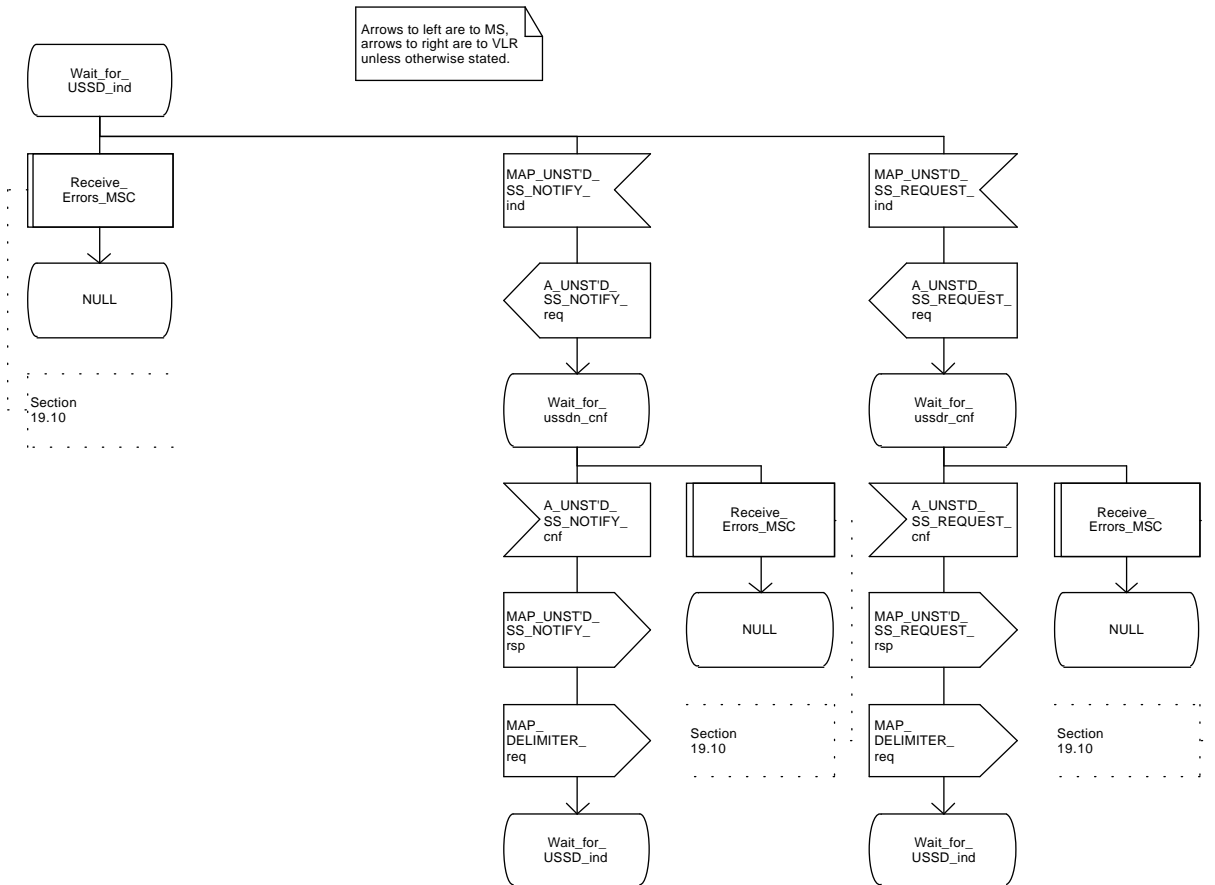 Arrows to left are to MS,
arrows to right are to VLR
unless otherwise stated.
Wait_for_
USSD_ind
Receive_
Errors_MSC
MAP_UNST'D_
SS_NOTIFY_
ind
MAP_UNST'D_
SS_REQUEST_
ind
NULL
A_UNST'D_
SS_NOTIFY_
req
A_UNST'D_
SS_REQUEST_
req
Section
19.10
Wait_for_
ussdn_cnf
Wait_for_
ussdr_cnf
A_UNST'D_
SS_NOTIFY_
cnf
Receive_
Errors_MSC
A_UNST'D_
SS_REQUEST_
cnf
Receive_
Errors_MSC
MAP_UNST'D_
SS_NOTIFY_
rsp
NULL
MAP_UNST'D_
SS_REQUEST_
rsp
NULL
MAP_
DELIMITER_
req
Section
19.10
MAP_
DELIMITER_
req
Section
19.10
Wait_for_
USSD_ind
Wait_for_
USSD_ind